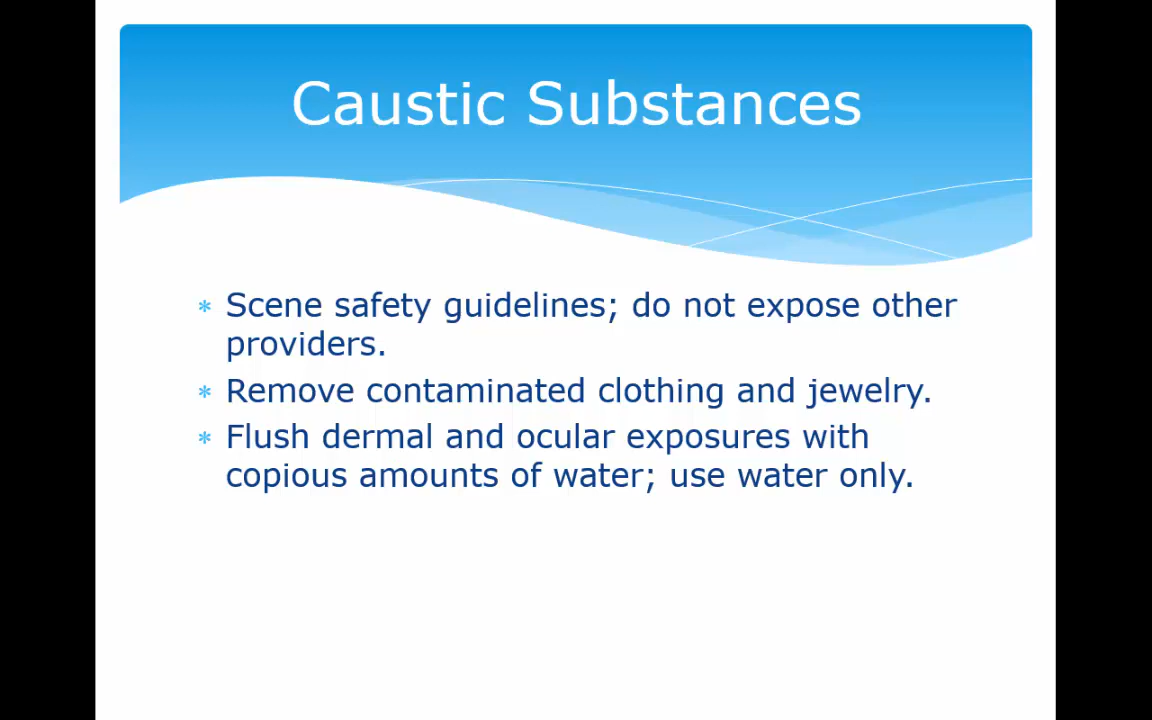 Caustic Substances
* Scene safety guidelines; do not expose other
providers.
* Remove contaminated clothing and jewelry.
* Flush dermal and ocular exposures with
copious amounts of water; use water only.